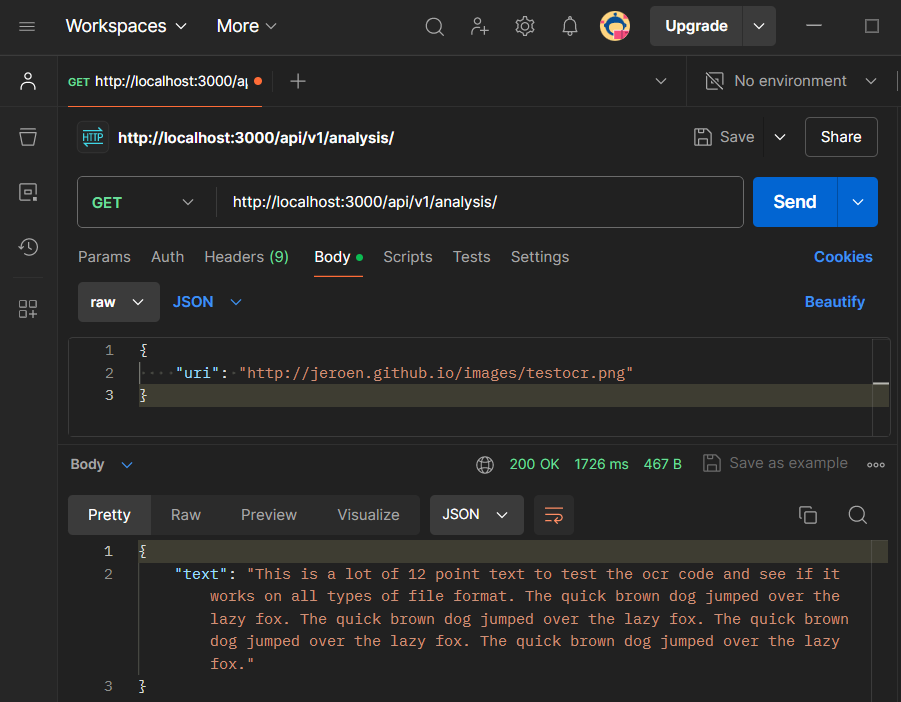 Workspaces More Upgrade
GET http://localhost:3000/ap No environment
HTTP http://localhost:3000/api/v1/analysis/ Save Share
GET http://localhost:3000/api/v1/analysis/ Send
Params Auth Headers (9) Body Scripts Tests Settings Cookies
raw JSON Beautify
1 {
2 "uri": "http://jeroen.github.io/images/testocr.png"
3 }
Body 200 OK 1726 ms 467 B Save as example
Pretty Raw Preview Visualize JSON
1 {
2 "text": "This is a lot of 12 point text to test the ocr code and see if it
works on all types of file format. The quick brown dog jumped over the
lazy fox. The quick brown dog jumped over the lazy fox. The quick brown
dog jumped over the lazy fox. The quick brown dog jumped over the lazy
fox."
3 }